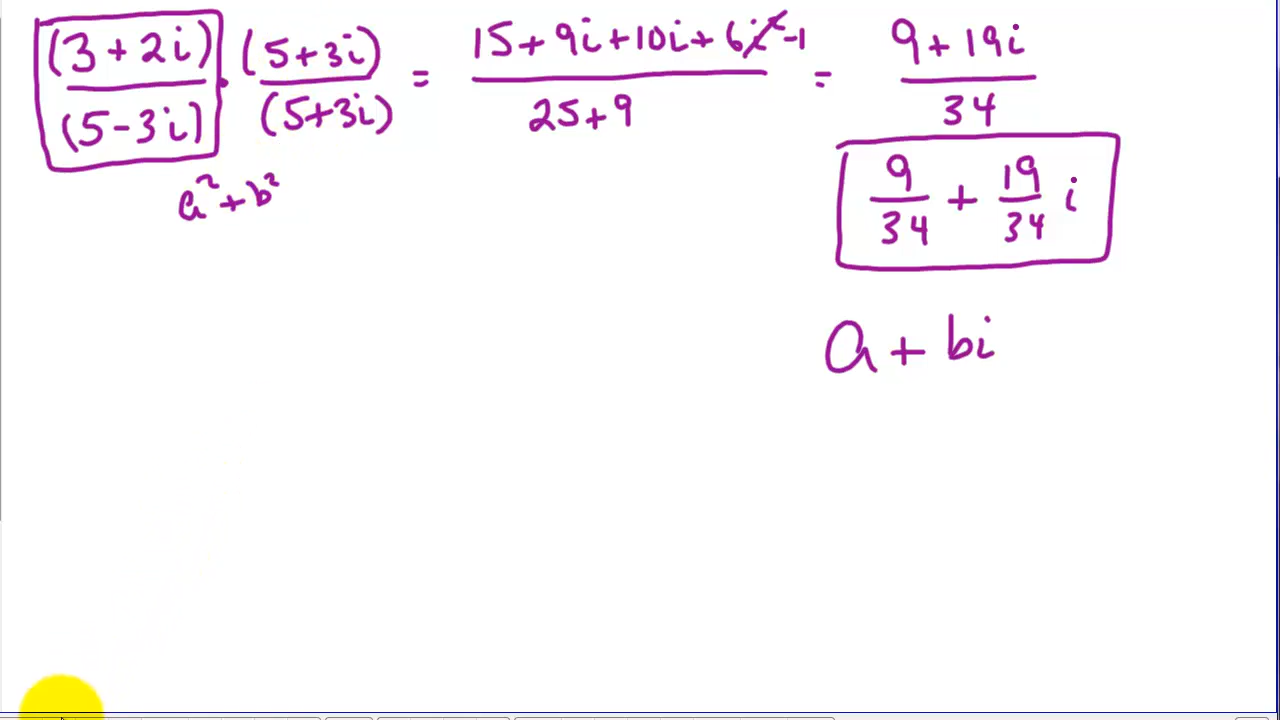 (3+2i)/(5-3i) · (5+3i)/(5+3i) = (15+9i+10i+6i² -1)/(25+9) = (9+19i)/34
a²+b²
9/34 + 19/34 i
a + bi